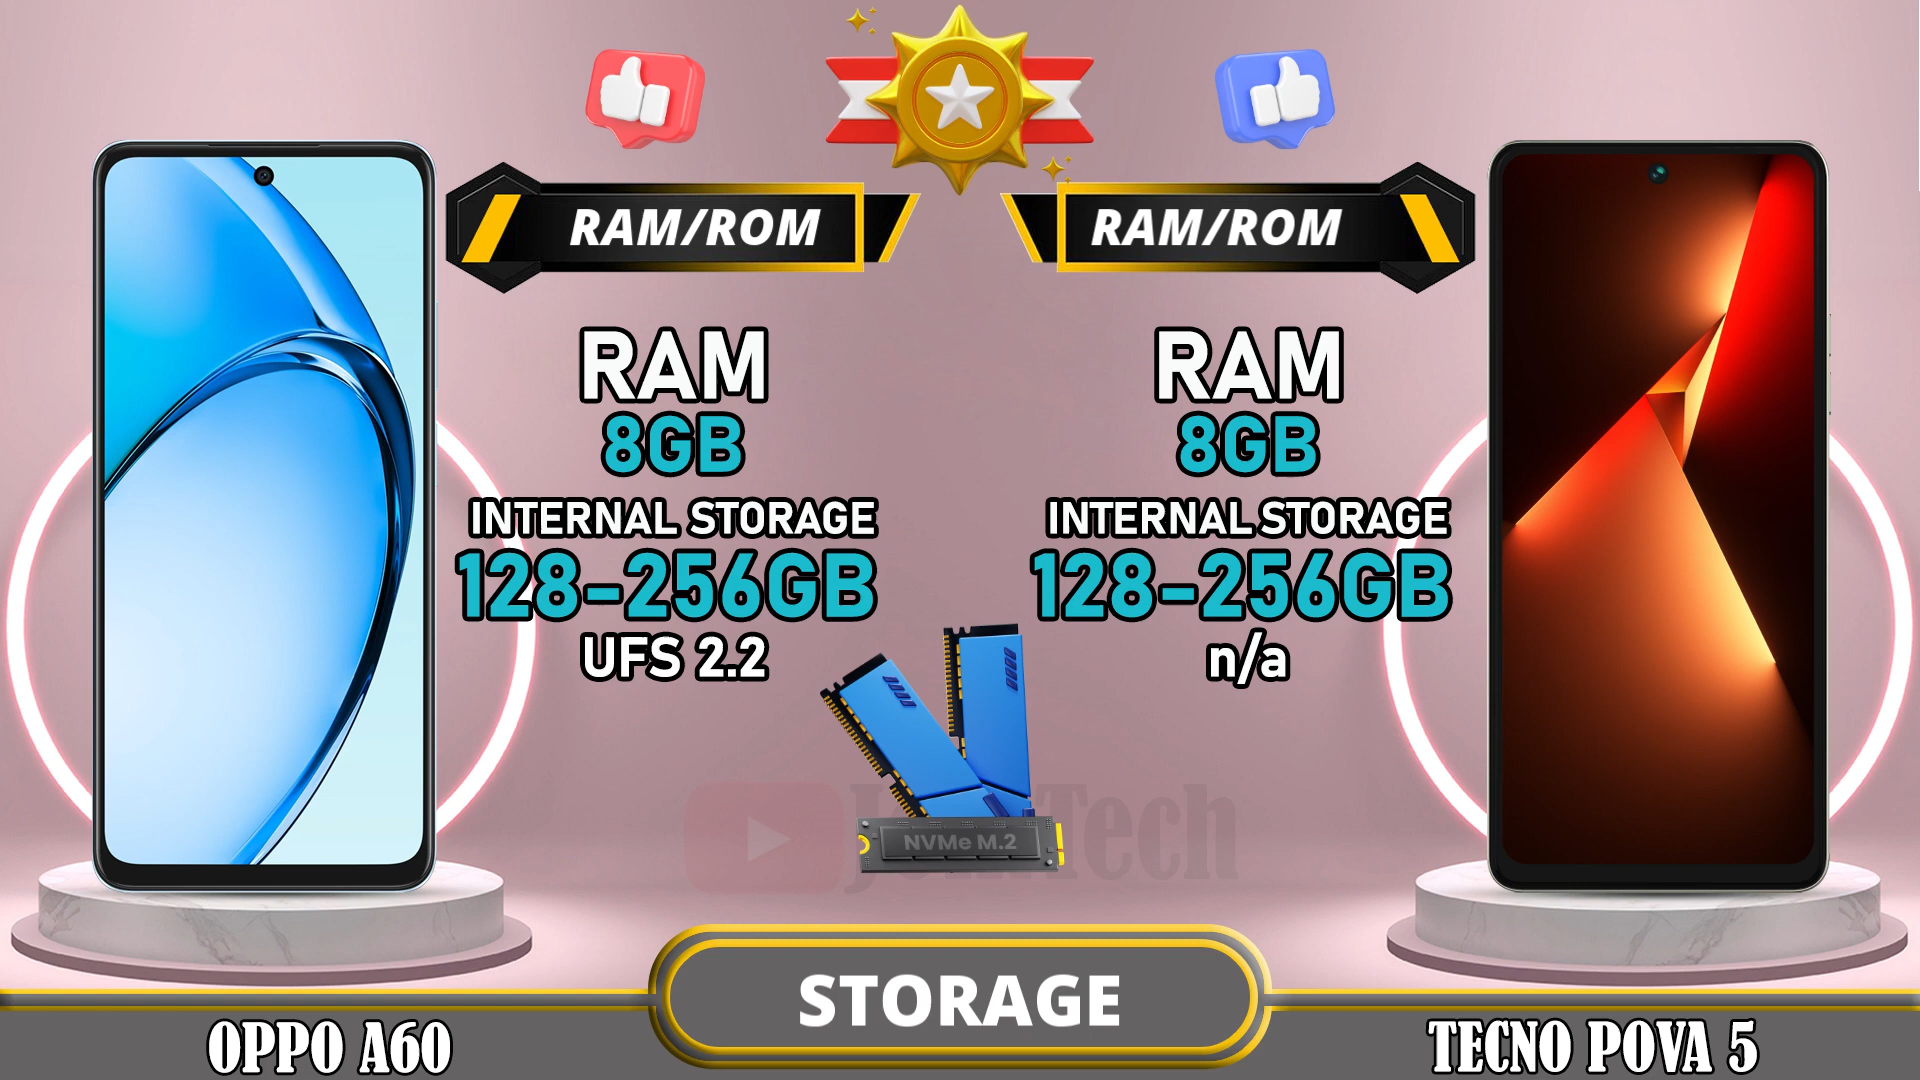 RAM/ROM
RAM/ROM
RAM
8GB
INTERNAL STORAGE
128-256GB
UFS 2.2
RAM
8GB
INTERNAL STORAGE
128-256GB
n/a
NVMe M.2
Tech
STORAGE
OPPO A60
TECNO POVA 5